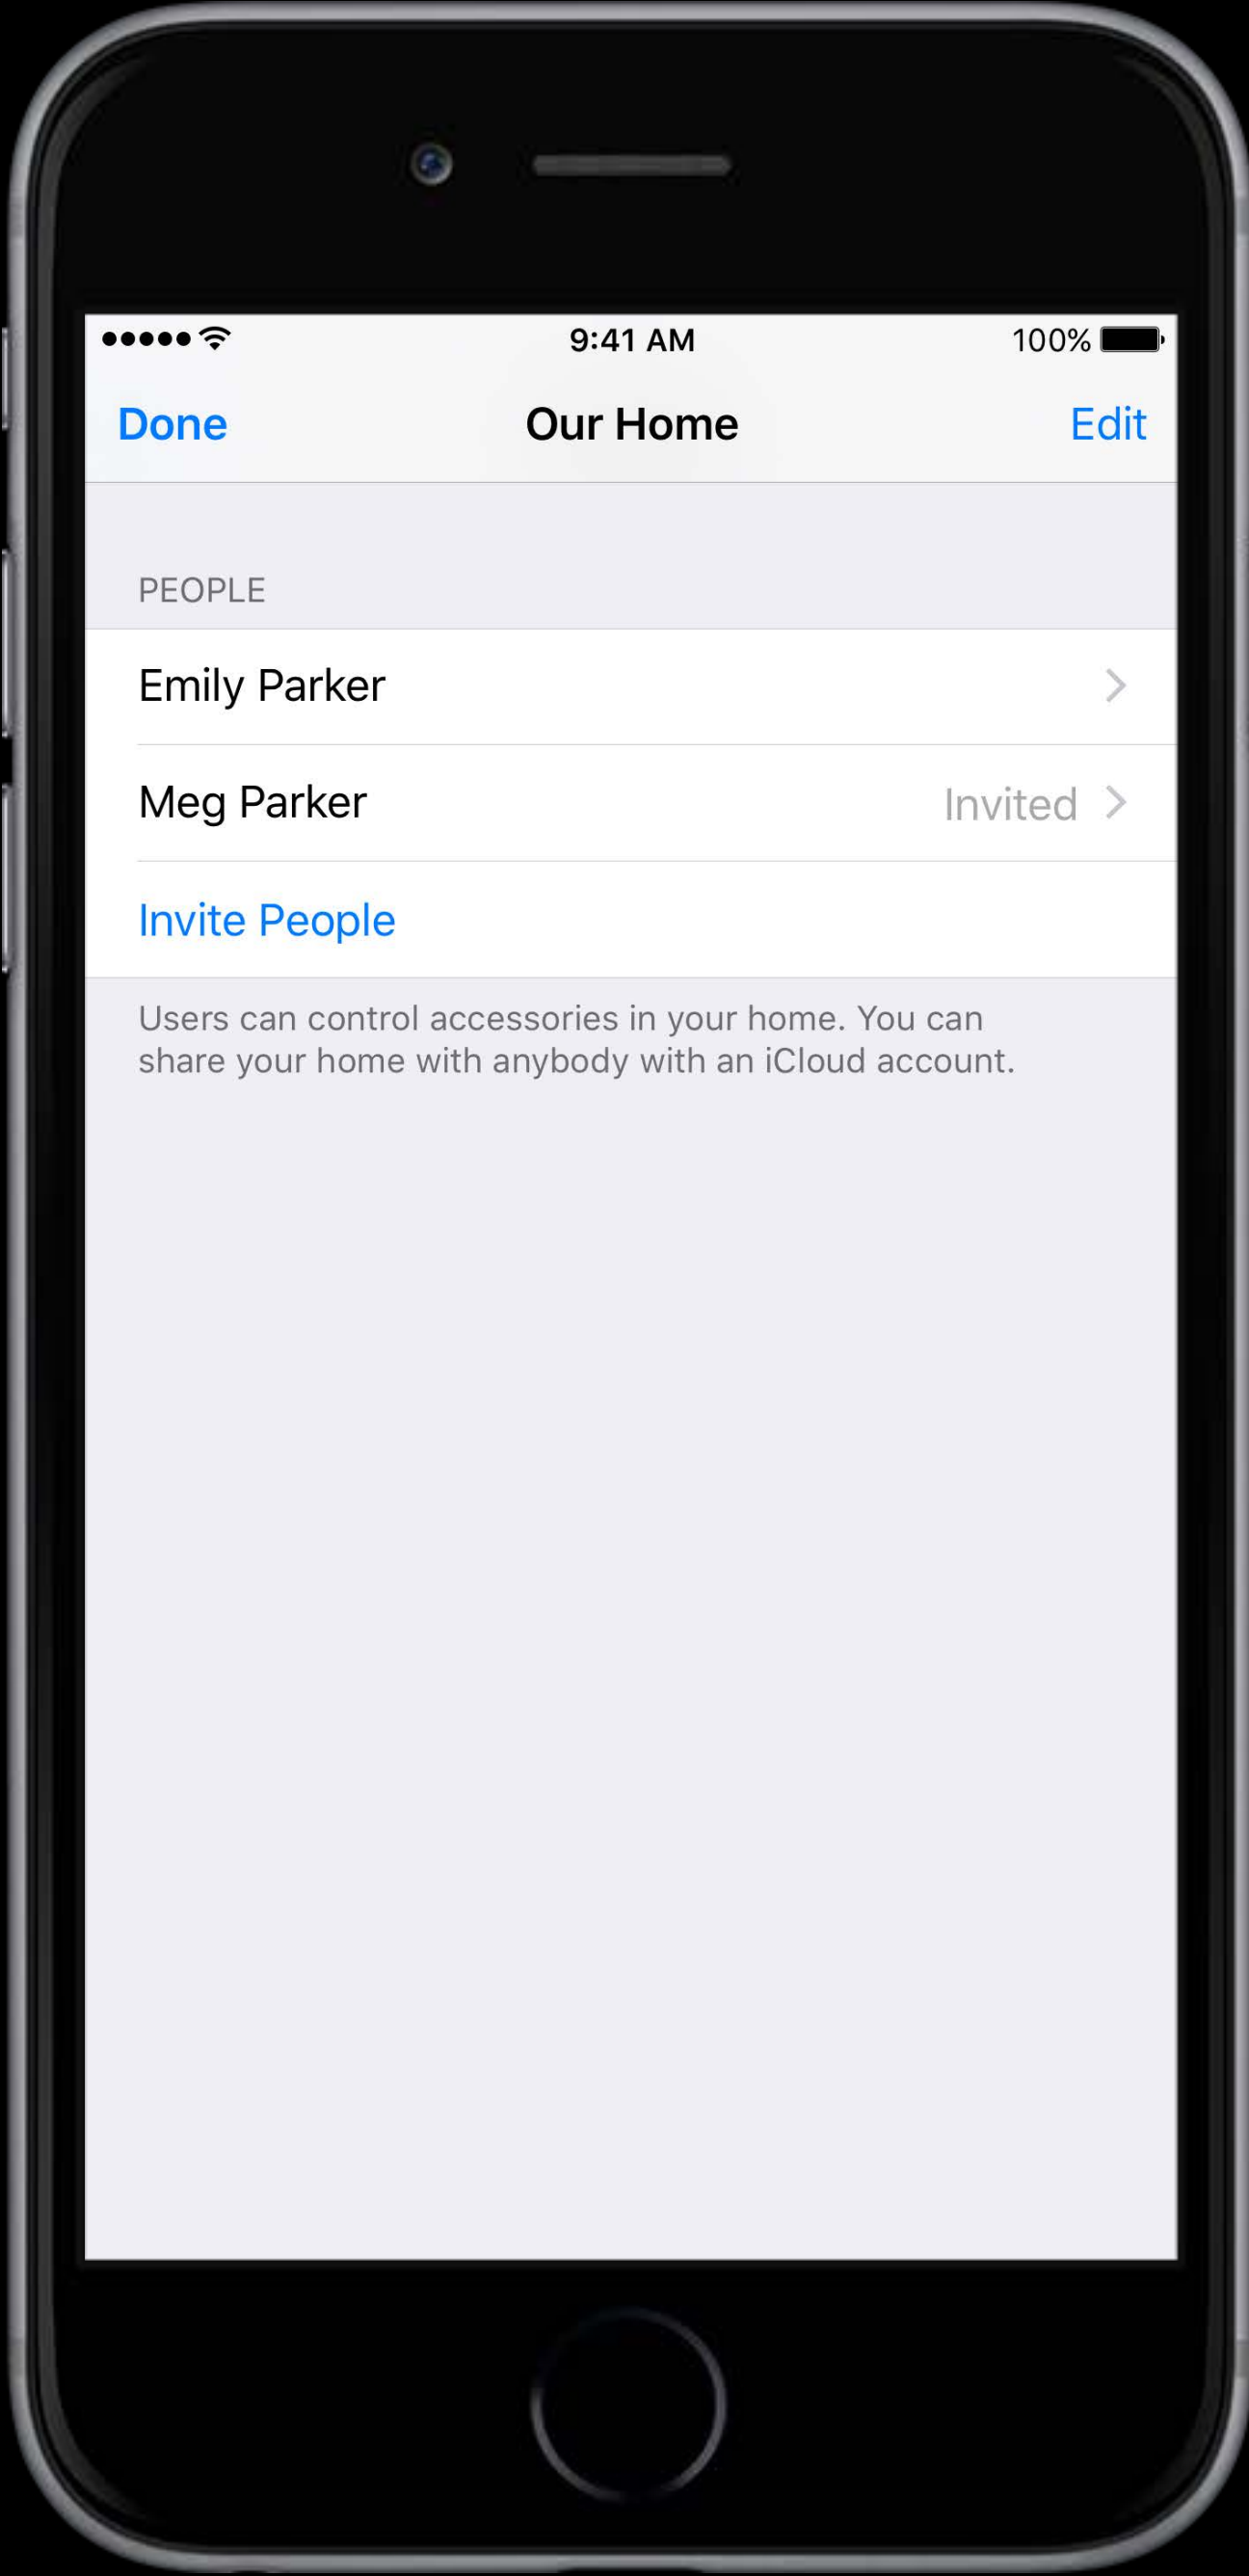 9:41 AM
100%
Done
Our Home
Edit
PEOPLE
Emily Parker
Meg Parker
Invited
Invite People
Users can control accessories in your home. You can
share your home with anybody with an iCloud account.